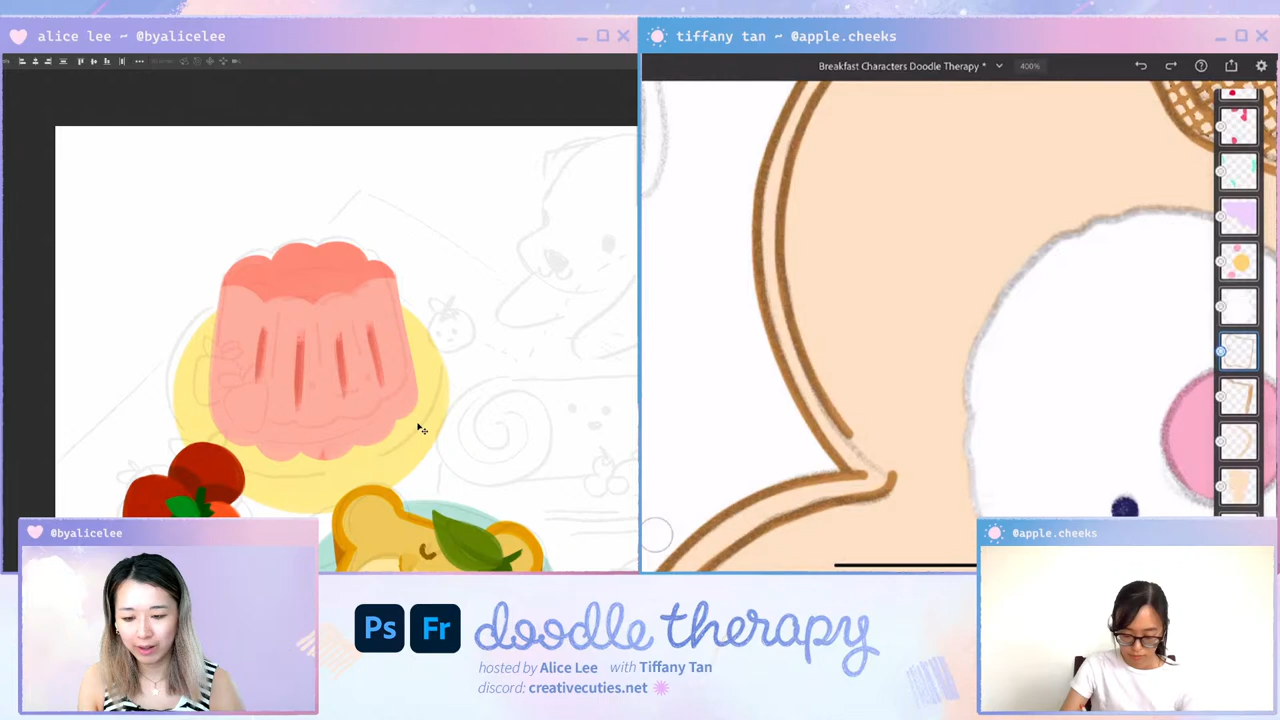 alice lee ~ @byalicelee
tiffany tan ~ @apple.cheeks
Breakfast Characters Doodle Therapy *
400%
@byalicelee
@apple.cheeks
Ps Fr doodle therapy
hosted by Alice Lee with Tiffany Tan
discord: creativecuties.net